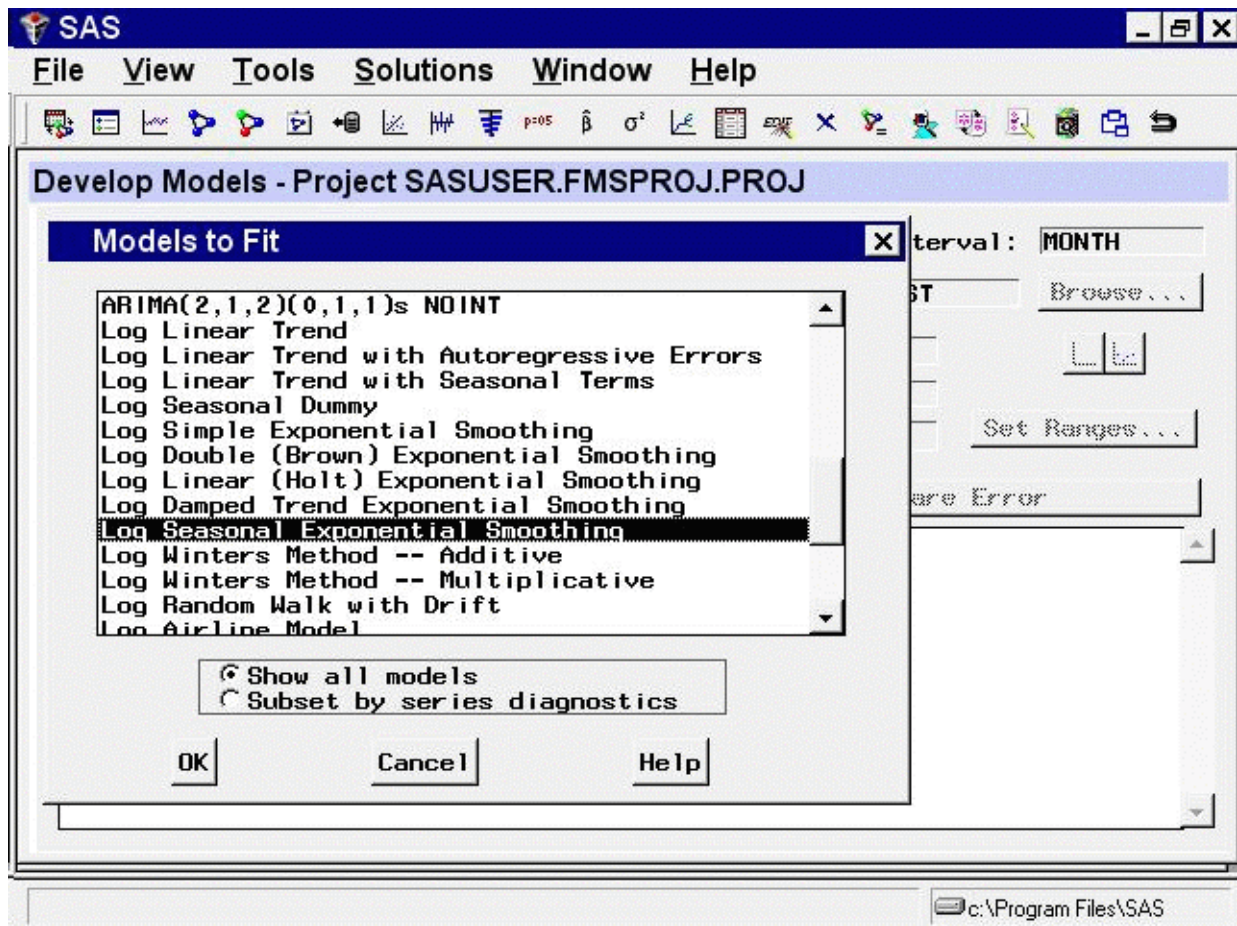 SAS
File View Tools Solutions Window Help
p=05 β̂ σ² EDIT
Develop Models - Project SASUSER.FMSPROJ.PROJ
Models to Fit
terval: MONTH
ST Browse...
ARIMA(2,1,2)(0,1,1)s NOINT
Log Linear Trend
Log Linear Trend with Autoregressive Errors
Log Linear Trend with Seasonal Terms
Log Seasonal Dummy
Log Simple Exponential Smoothing
Set Ranges...
Log Double (Brown) Exponential Smoothing
Log Linear (Holt) Exponential Smoothing
Log Damped Trend Exponential Smoothing
are Error
Log Seasonal Exponential Smoothing
Log Winters Method -- Additive
Log Winters Method -- Multiplicative
Log Random Walk with Drift
Log Airline Model
Show all models
Subset by series diagnostics
OK Cancel Help
c:\Program Files\SAS